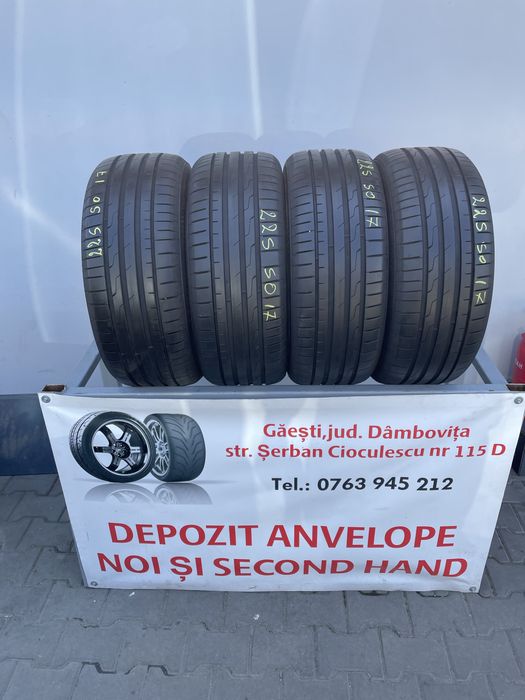 225 50 17
225 50 17
225 50 17
225 50 17
Găești,jud. Dâmbovița
str. Șerban Cioculescu nr 115 D
Tel.: 0763 945 212
DEPOZIT ANVELOPE
NOI ȘI SECOND HAND